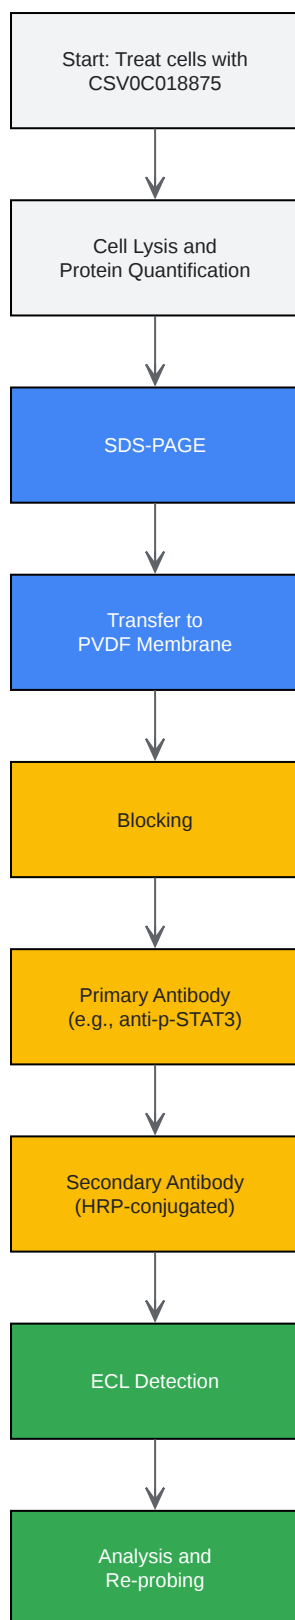 Start: Treat cells with
CSV0C018875
Cell Lysis and
Protein Quantification
SDS-PAGE
Transfer to
PVDF Membrane
Blocking
Primary Antibody
(e.g., anti-p-STAT3)
Secondary Antibody
(HRP-conjugated)
ECL Detection
Analysis and
Re-probing